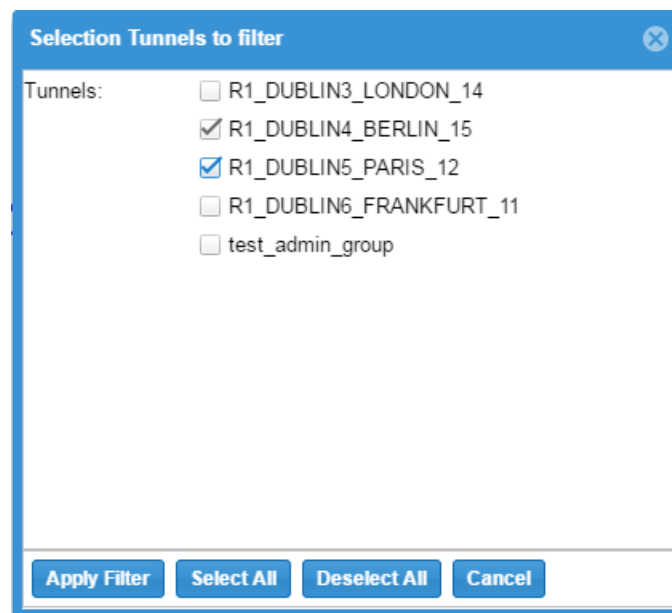 Selection Tunnels to filter
Tunnels: R1_DUBLIN3_LONDON_14
R1_DUBLIN4_BERLIN_15
R1_DUBLIN5_PARIS_12
R1_DUBLIN6_FRANKFURT_11
test_admin_group
Apply Filter Select All Deselect All Cancel